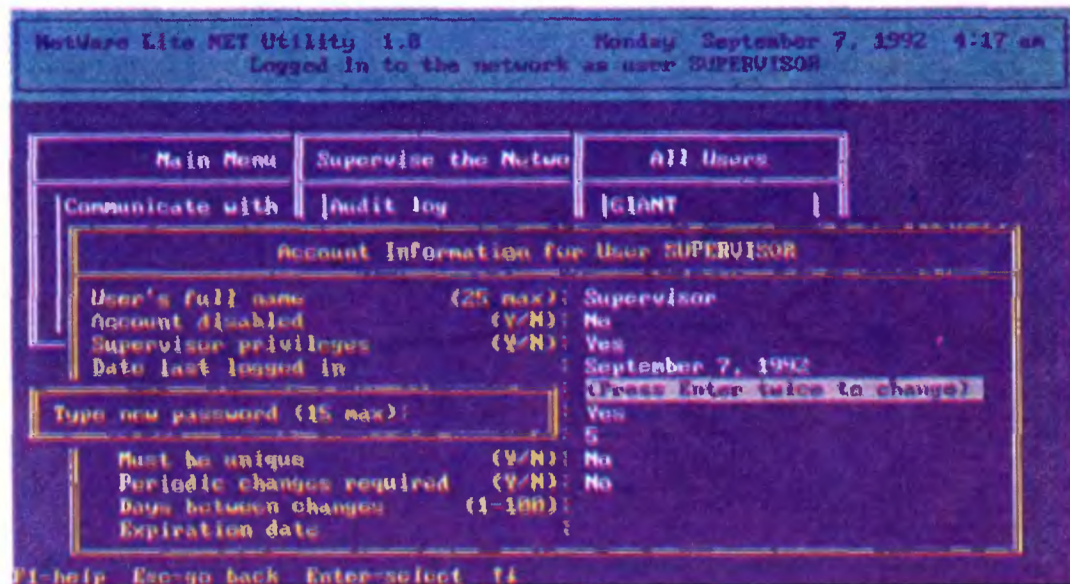 NetWare Lite NET Utility 1.0 Monday September 7, 1992 4:17 am
Logged in to the network as user SUPERVISOR
Main Menu Supervise the Netwo All Users
Communicate with Audit log GIANT
Account Information for User SUPERVISOR
User's full name (25 max): Supervisor
Account disabled (Y/N): No
Supervisor privileges (Y/N): Yes
Date last logged in : September 7, 1992
(Press Enter twice to change)
Type new password (15 max): Yes
5
Must be unique (Y/N): No
Periodic changes required (Y/N): No
Days between changes (1-100):
Expiration date :
F1-help Esc-go back Enter-select ↑↓